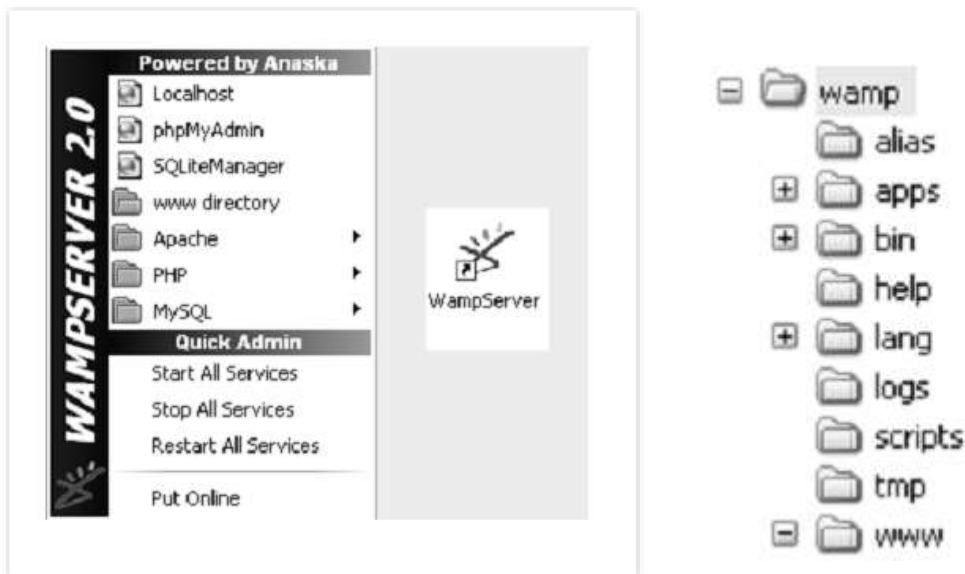 WAMPSERVER 2.0
Powered by Anaska
Localhost
phpMyAdmin
SQLiteManager
www directory
Apache
PHP
MySQL
Quick Admin
Start All Services
Stop All Services
Restart All Services
Put Online
WampServer
wamp
alias
apps
bin
help
lang
logs
scripts
tmp
www